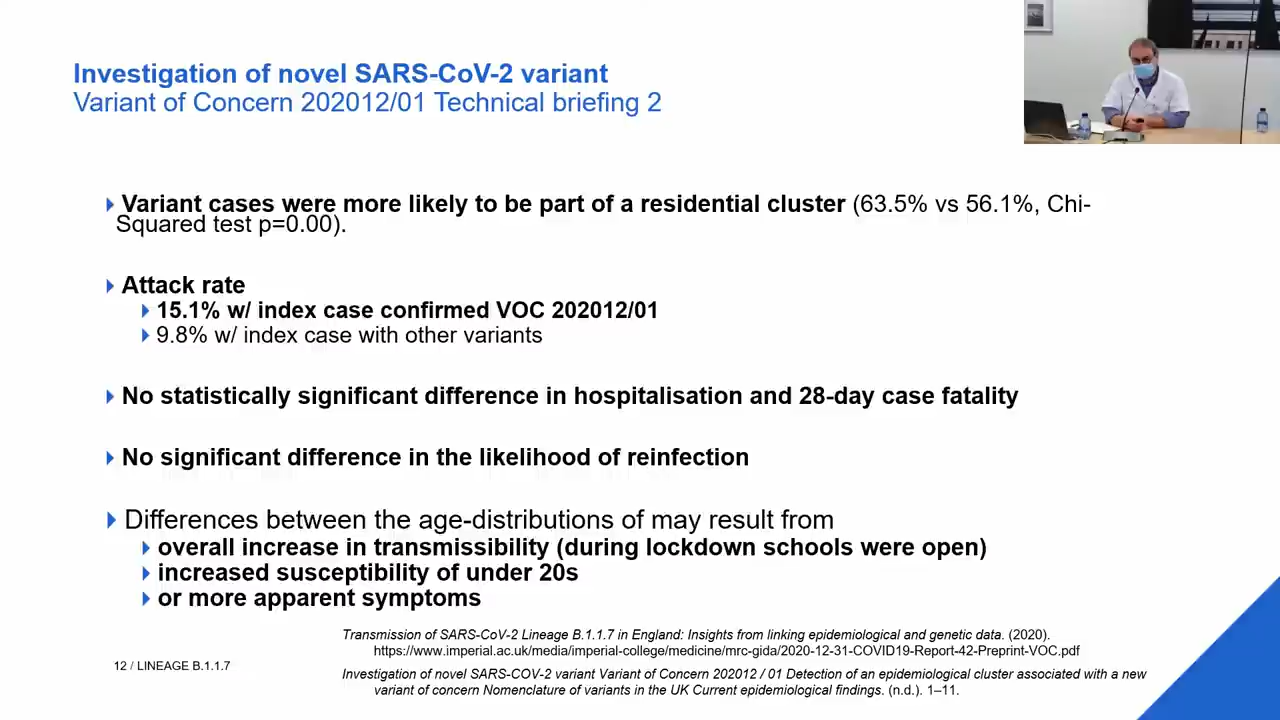 Investigation of novel SARS-CoV-2 variant
Variant of Concern 202012/01 Technical briefing 2
Variant cases were more likely to be part of a residential cluster (63.5% vs 56.1%, Chi-
Squared test p=0.00).
Attack rate
15.1% w/ index case confirmed VOC 202012/01
9.8% w/ index case with other variants
No statistically significant difference in hospitalisation and 28-day case fatality
No significant difference in the likelihood of reinfection
Differences between the age-distributions of may result from
overall increase in transmissibility (during lockdown schools were open)
increased susceptibility of under 20s
or more apparent symptoms
Transmission of SARS-CoV-2 Lineage B.1.1.7 in England: Insights from linking epidemiological and genetic data. (2020).
https://www.imperial.ac.uk/media/imperial-college/medicine/mrc-gida/2020-12-31-COVID19-Report-42-Preprint-VOC.pdf
12 / LINEAGE B.1.1.7
Investigation of novel SARS-COV-2 variant Variant of Concern 202012 / 01 Detection of an epidemiological cluster associated with a new
variant of concern Nomenclature of variants in the UK Current epidemiological findings. (n.d.). 1–11.